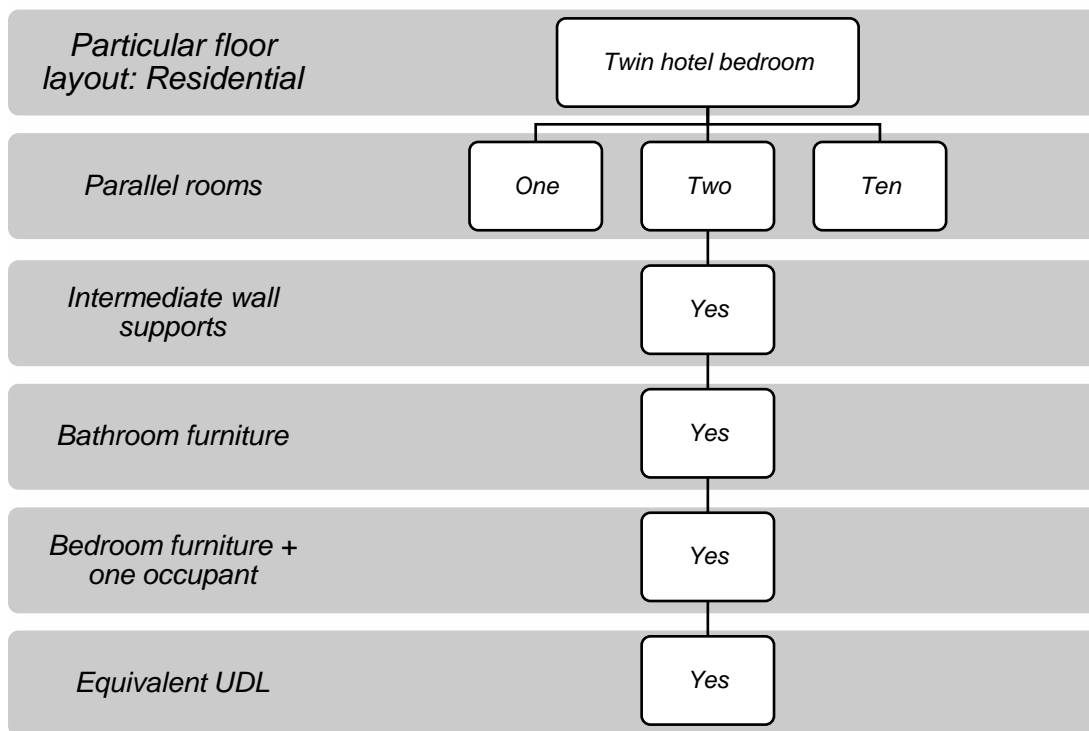 Particular floor
layout: Residential
Twin hotel bedroom
Parallel rooms
One
Two
Ten
Intermediate wall
supports
Yes
Bathroom furniture
Yes
Bedroom furniture +
one occupant
Yes
Equivalent UDL
Yes